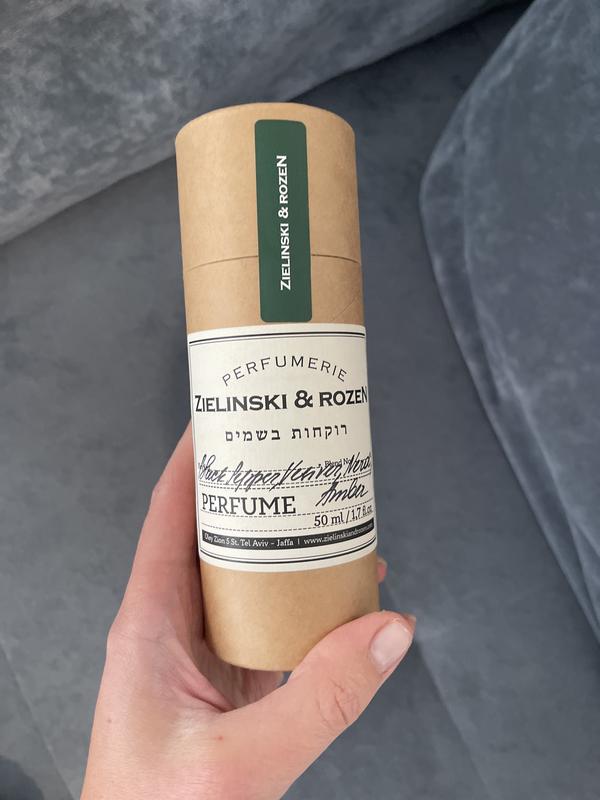 ZIELINSKI & ROZEN
PERFUMERIE
ZIELINSKI & ROZEN
רוקחות בשמים
Blend No
Black Pepper, Vetiver, Neroli
Amber
PERFUME
50 ml / 1,7 fl.oz.
Oley Zion 5 St. Tel Aviv - Jaffa | www.zielinskiandrozen.com